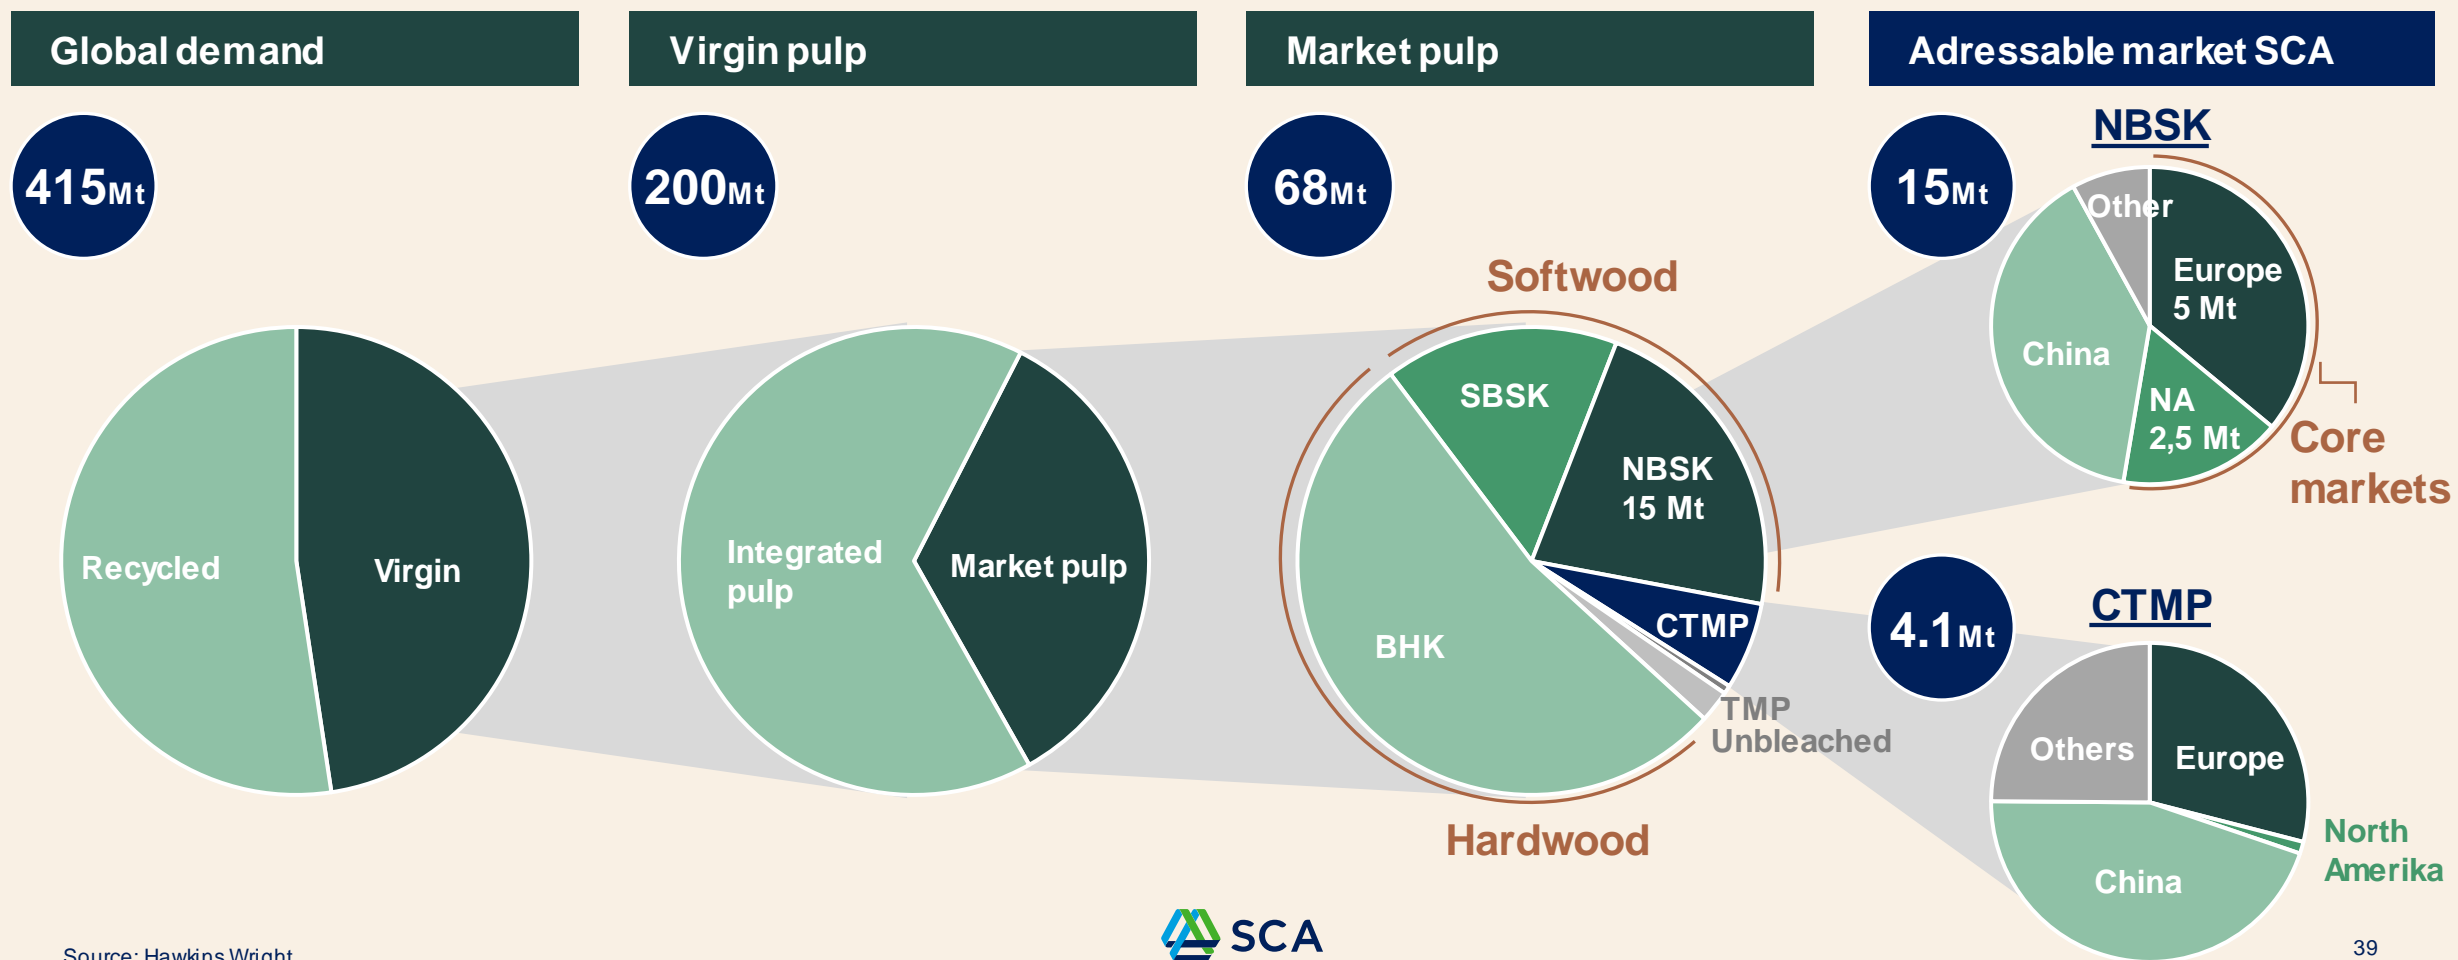 Global demand
Virgin pulp
Market pulp
Adressable market SCA
415Mt
200Mt
68Mt
15Mt
NBSK
Other
Europe
5 Mt
China
NA
2,5 Mt
Core
markets
Softwood
SBSK
NBSK
15 Mt
CTMP
BHK
TMP
Unbleached
Hardwood
Recycled
Virgin
Integrated
pulp
Market pulp
4.1Mt
CTMP
Others
Europe
North
Amerika
China
Source: Hawkins Wright
SCA
39